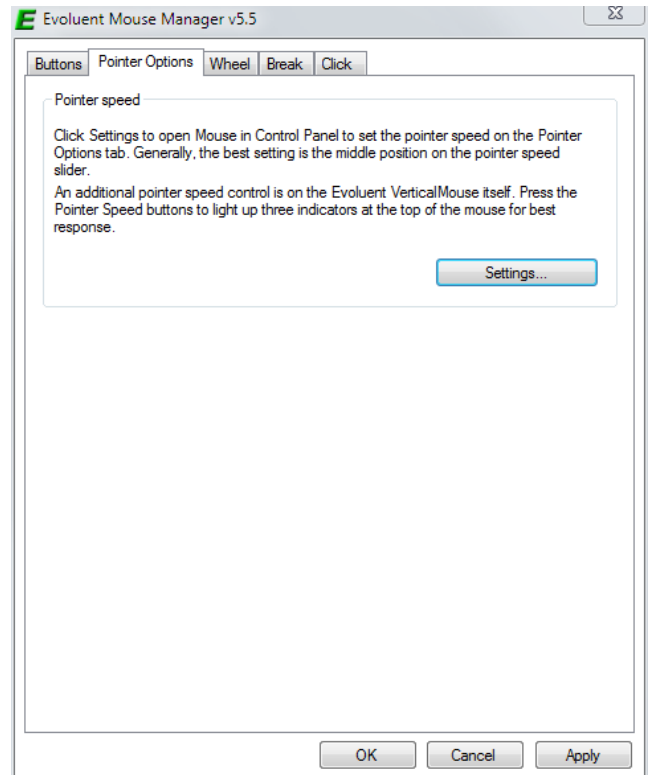 Evoluent Mouse Manager v5.5
Buttons Pointer Options Wheel Break Click
Pointer speed
Click Settings to open Mouse in Control Panel to set the pointer speed on the Pointer
Options tab. Generally, the best setting is the middle position on the pointer speed
slider.
An additional pointer speed control is on the Evoluent VerticalMouse itself. Press the
Pointer Speed buttons to light up three indicators at the top of the mouse for best
response.
Settings...
OK Cancel Apply